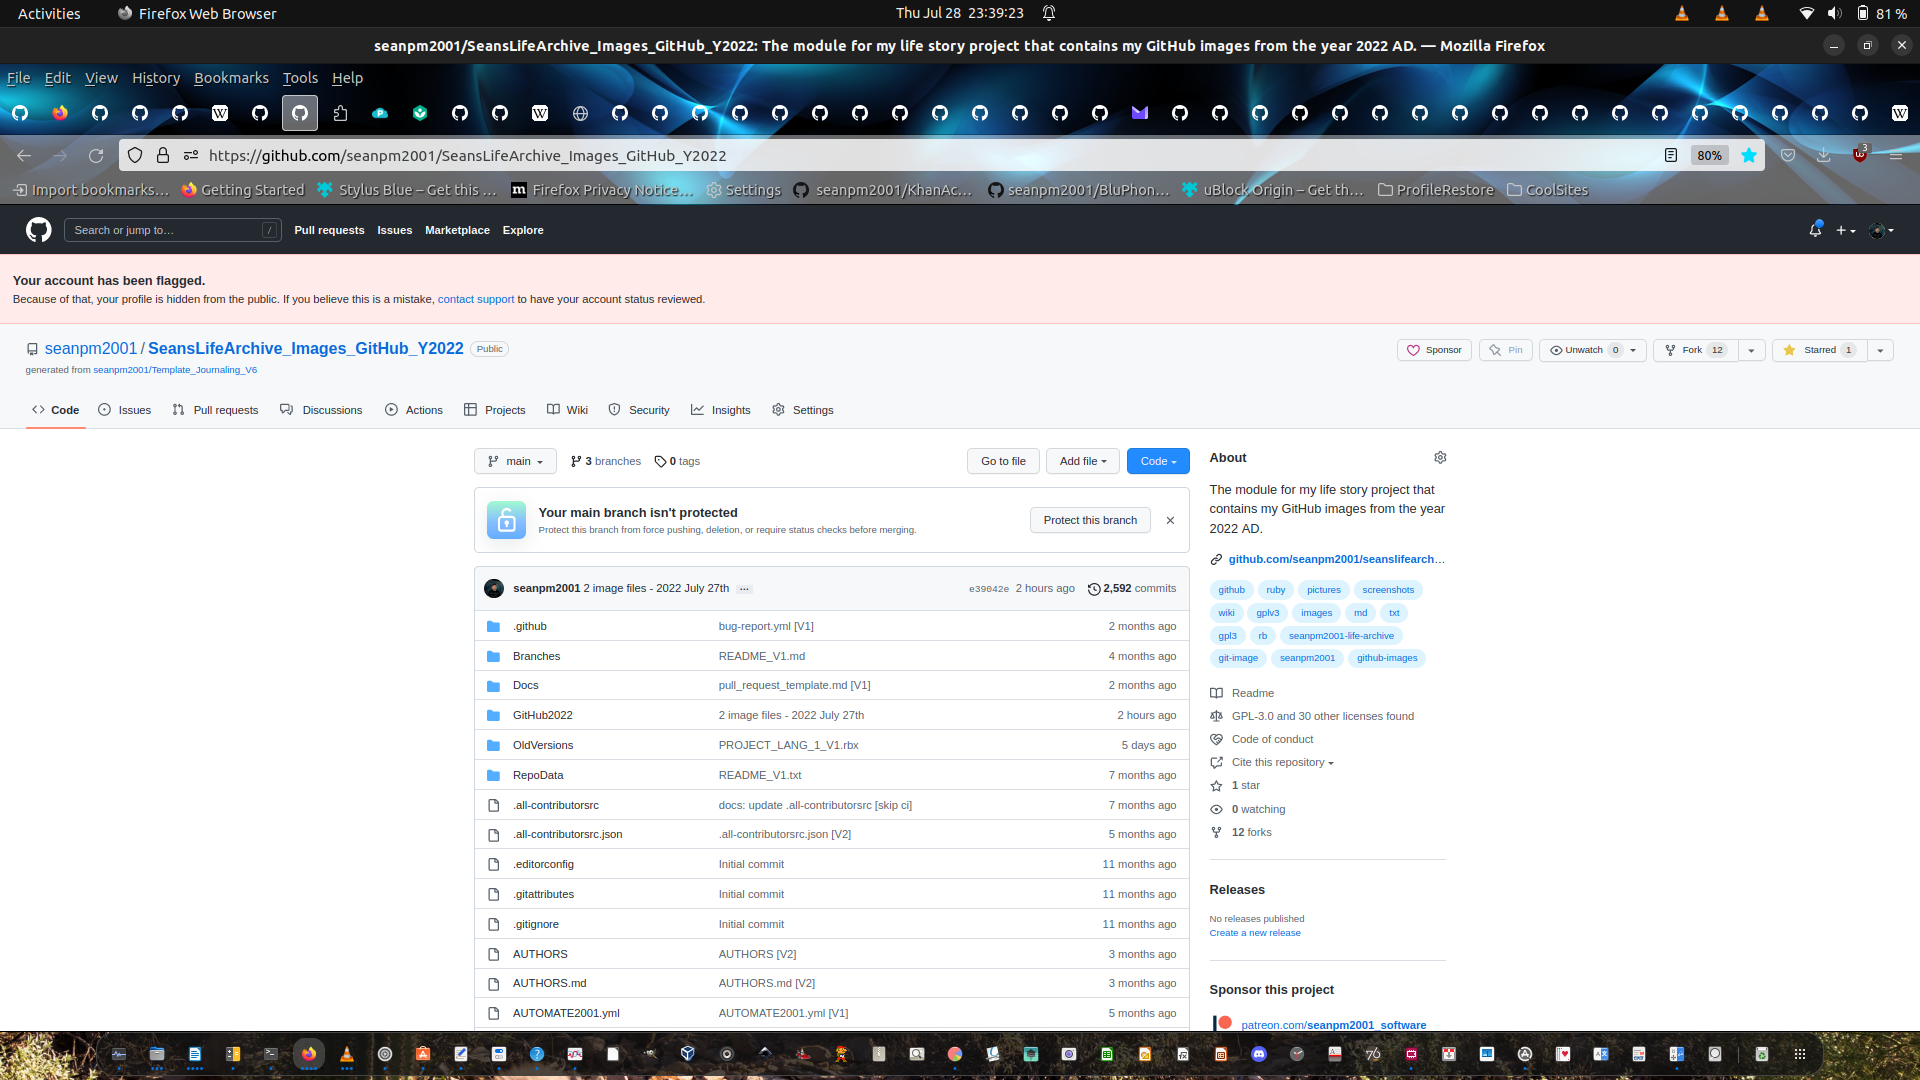 Activities
Firefox Web Browser
Thu Jul 28 23:39:23
81 %
seanpm2001/SeansLifeArchive_Images_GitHub_Y2022: The module for my life story project that contains my GitHub images from the year 2022 AD. — Mozilla Firefox
File Edit View History Bookmarks Tools Help
https://github.com/seanpm2001/SeansLifeArchive_Images_GitHub_Y2022
80%
3
Import bookmarks… Getting Started Stylus Blue – Get this … Firefox Privacy Notice… Settings seanpm2001/KhanAc… seanpm2001/BluPhon… uBlock Origin – Get th… ProfileRestore CoolSites
Search or jump to… /
Pull requests Issues Marketplace Explore
Your account has been flagged.
Because of that, your profile is hidden from the public. If you believe this is a mistake, contact support to have your account status reviewed.
seanpm2001 / SeansLifeArchive_Images_GitHub_Y2022 Public
Sponsor Pin Unwatch 0 Fork 12 Starred 1
generated from seanpm2001/Template_Journaling_V6
Code Issues Pull requests Discussions Actions Projects Wiki Security Insights Settings
main 3 branches 0 tags
Go to file Add file Code
Your main branch isn't protected
Protect this branch from force pushing, deletion, or require status checks before merging.
Protect this branch
seanpm2001 2 image files - 2022 July 27th … e39042e 2 hours ago 2,592 commits
.github bug-report.yml [V1] 2 months ago
Branches README_V1.md 4 months ago
Docs pull_request_template.md [V1] 2 months ago
GitHub2022 2 image files - 2022 July 27th 2 hours ago
OldVersions PROJECT_LANG_1_V1.rbx 5 days ago
RepoData README_V1.txt 7 months ago
.all-contributorsrc docs: update .all-contributorsrc [skip ci] 7 months ago
.all-contributorsrc.json .all-contributorsrc.json [V2] 5 months ago
.editorconfig Initial commit 11 months ago
.gitattributes Initial commit 11 months ago
.gitignore Initial commit 11 months ago
AUTHORS AUTHORS [V2] 3 months ago
AUTHORS.md AUTHORS.md [V2] 3 months ago
AUTOMATE2001.yml AUTOMATE2001.yml [V1] 5 months ago
About
The module for my life story project that
contains my GitHub images from the year
2022 AD.
github.com/seanpm2001/seanslifearch…
github ruby pictures screenshots
wiki gplv3 images md txt
gpl3 rb seanpm2001-life-archive
git-image seanpm2001 github-images
Readme
GPL-3.0 and 30 other licenses found
Code of conduct
Cite this repository
1 star
0 watching
12 forks
Releases
No releases published
Create a new release
Sponsor this project
patreon.com/seanpm2001_software